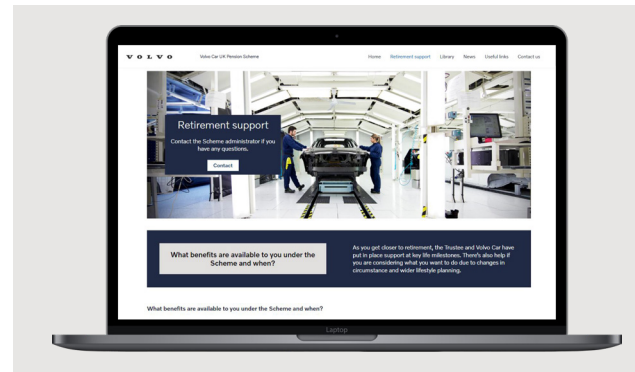 VOLVO Volvo Car UK Pension Scheme Home Retirement support Library News Useful links Contact us
Retirement support
Contact the Scheme administrator if you
have any questions.
Contact
What benefits are available to you under the
Scheme and when?
As you get closer to retirement, the Trustee and Volvo Car have
put in place support at key life milestones. There's also help if
you are considering what you want to do due to changes in
circumstance and wider lifestyle planning.
What benefits are available to you under the Scheme and when?
Laptop